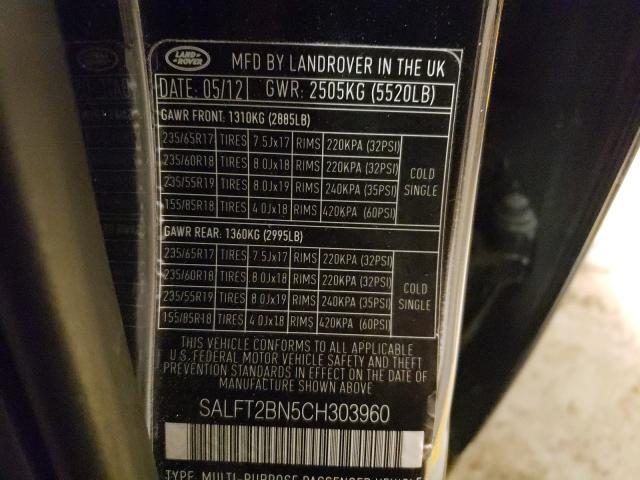 LAND ROVER
MFD BY LANDROVER IN THE UK
DATE: 05/12 GWR: 2505KG (5520LB)
GAWR FRONT: 1310KG (2885LB)
235/65R17 TIRES 7.5Jx17 RIMS 220KPA (32PSI)
235/60R18 TIRES 8.0Jx18 RIMS 220KPA (32PSI)
235/55R19 TIRES 8.0Jx19 RIMS 240KPA (35PSI)
155/85R18 TIRES 4.0Jx18 RIMS 420KPA (60PSI)
COLD
SINGLE
GAWR REAR: 1360KG (2995LB)
235/65R17 TIRES 7.5Jx17 RIMS 220KPA (32PSI)
235/60R18 TIRES 8.0Jx18 RIMS 220KPA (32PSI)
235/55R19 TIRES 8.0Jx19 RIMS 240KPA (35PSI)
155/85R18 TIRES 4.0Jx18 RIMS 420KPA (60PSI)
COLD
SINGLE
THIS VEHICLE CONFORMS TO ALL APPLICABLE
U.S. FEDERAL MOTOR VEHICLE SAFETY AND THEFT
PREVENTION STANDARDS IN EFFECT ON THE DATE
OF MANUFACTURE SHOWN ABOVE
SALFT2BN5CH303960
TYPE: MULTI-PURPOSE PASSENGER VEHICLE